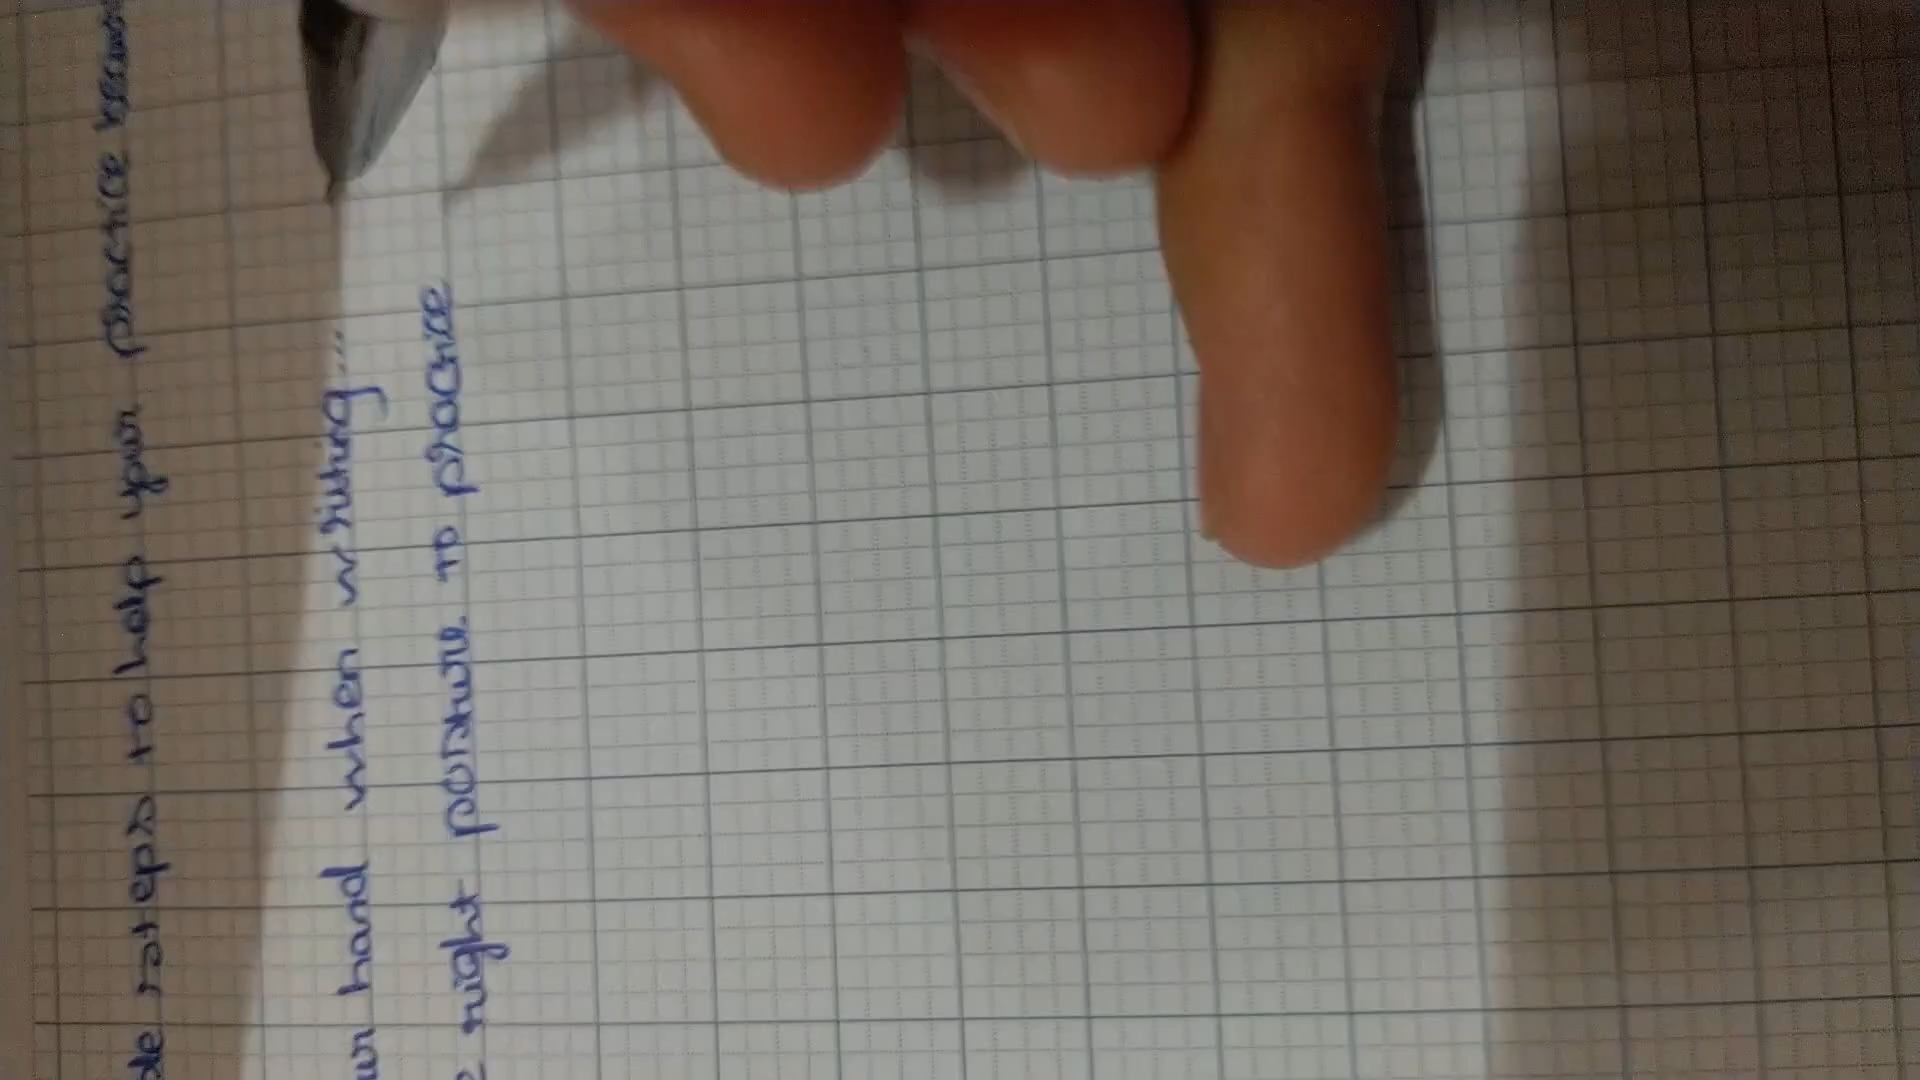 steps to help your practice
hand when writing...
right posture to practice